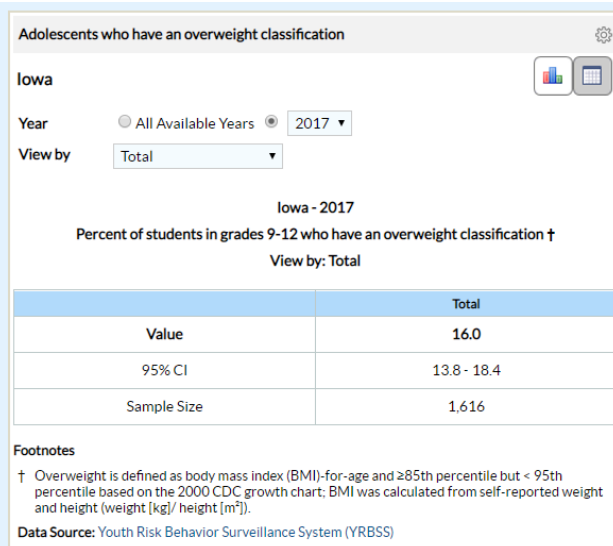 Adolescents who have an overweight classification
Iowa
Year All Available Years 2017
View by Total
Iowa - 2017
Percent of students in grades 9-12 who have an overweight classification †
View by: Total
Total
Value 16.0
95% CI 13.8 - 18.4
Sample Size 1,616
Footnotes
† Overweight is defined as body mass index (BMI)-for-age and ≥85th percentile but < 95th
percentile based on the 2000 CDC growth chart; BMI was calculated from self-reported weight
and height (weight [kg]/ height [m²]).
Data Source: Youth Risk Behavior Surveillance System (YRBSS)